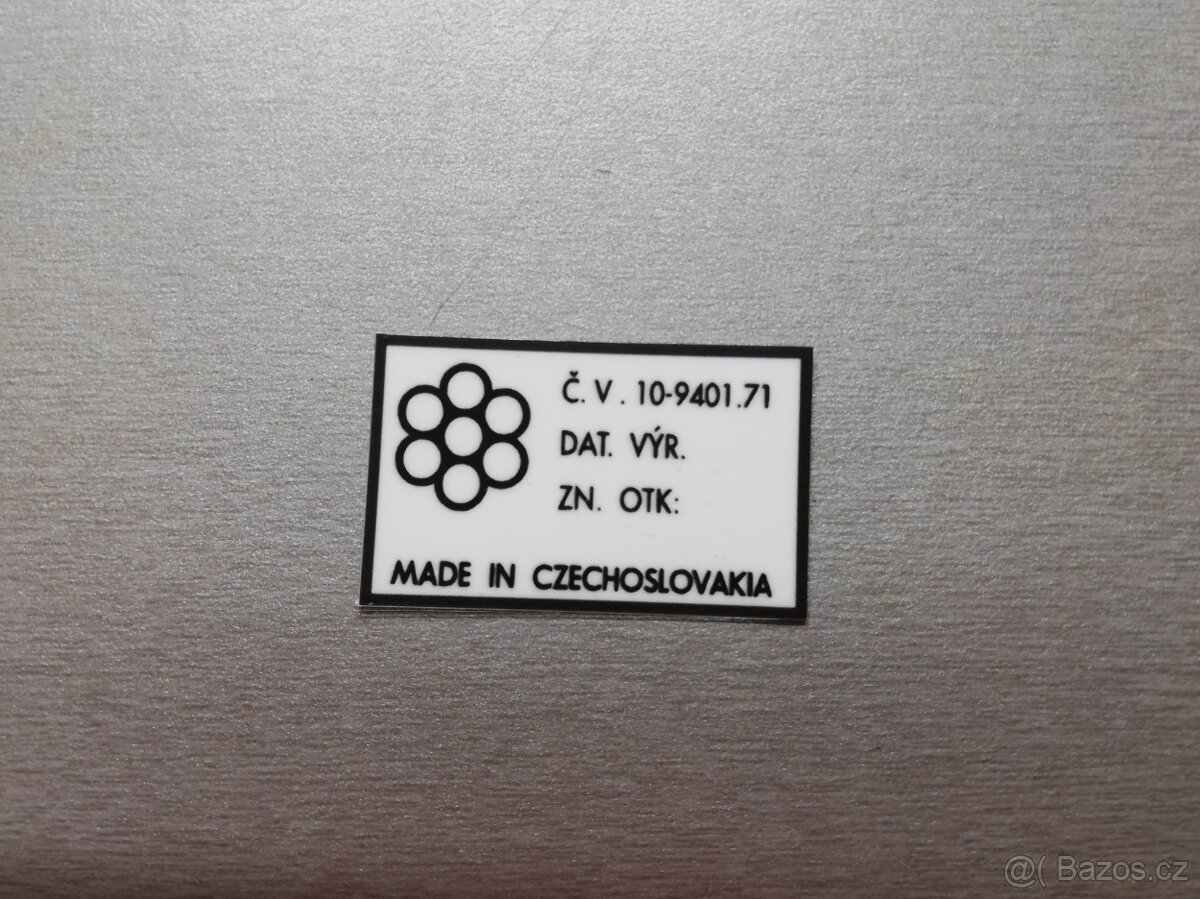 Č. V. 10-9401.71
DAT. VÝR.
ZN. OTK:
MADE IN CZECHOSLOVAKIA
@( Bazos.cz